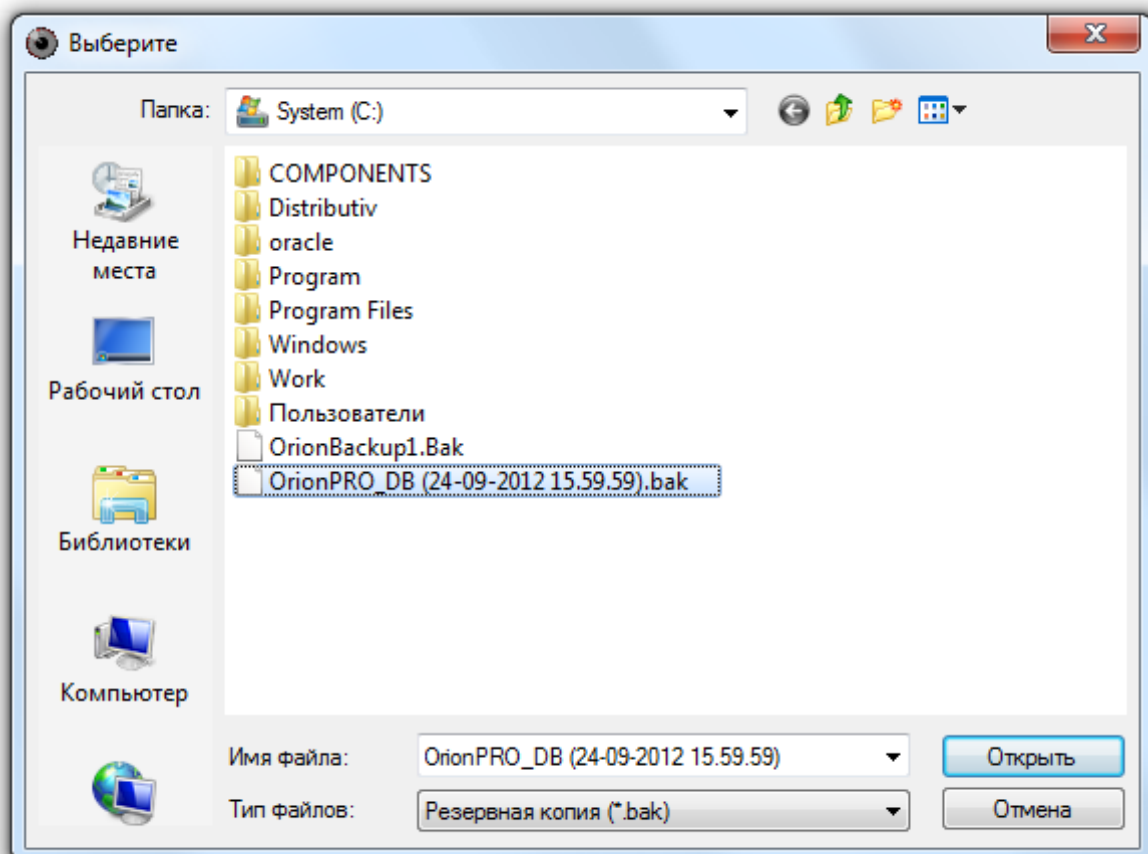 Выберите
Папка: System (C:)
Недавние
места
Рабочий стол
Библиотеки
Компьютер
COMPONENTS
Distributiv
oracle
Program
Program Files
Windows
Work
Пользователи
OrionBackup1.Bak
OrionPRO_DB (24-09-2012 15.59.59).bak
Имя файла: OrionPRO_DB (24-09-2012 15.59.59) Открыть
Тип файлов: Резервная копия (*.bak) Отмена